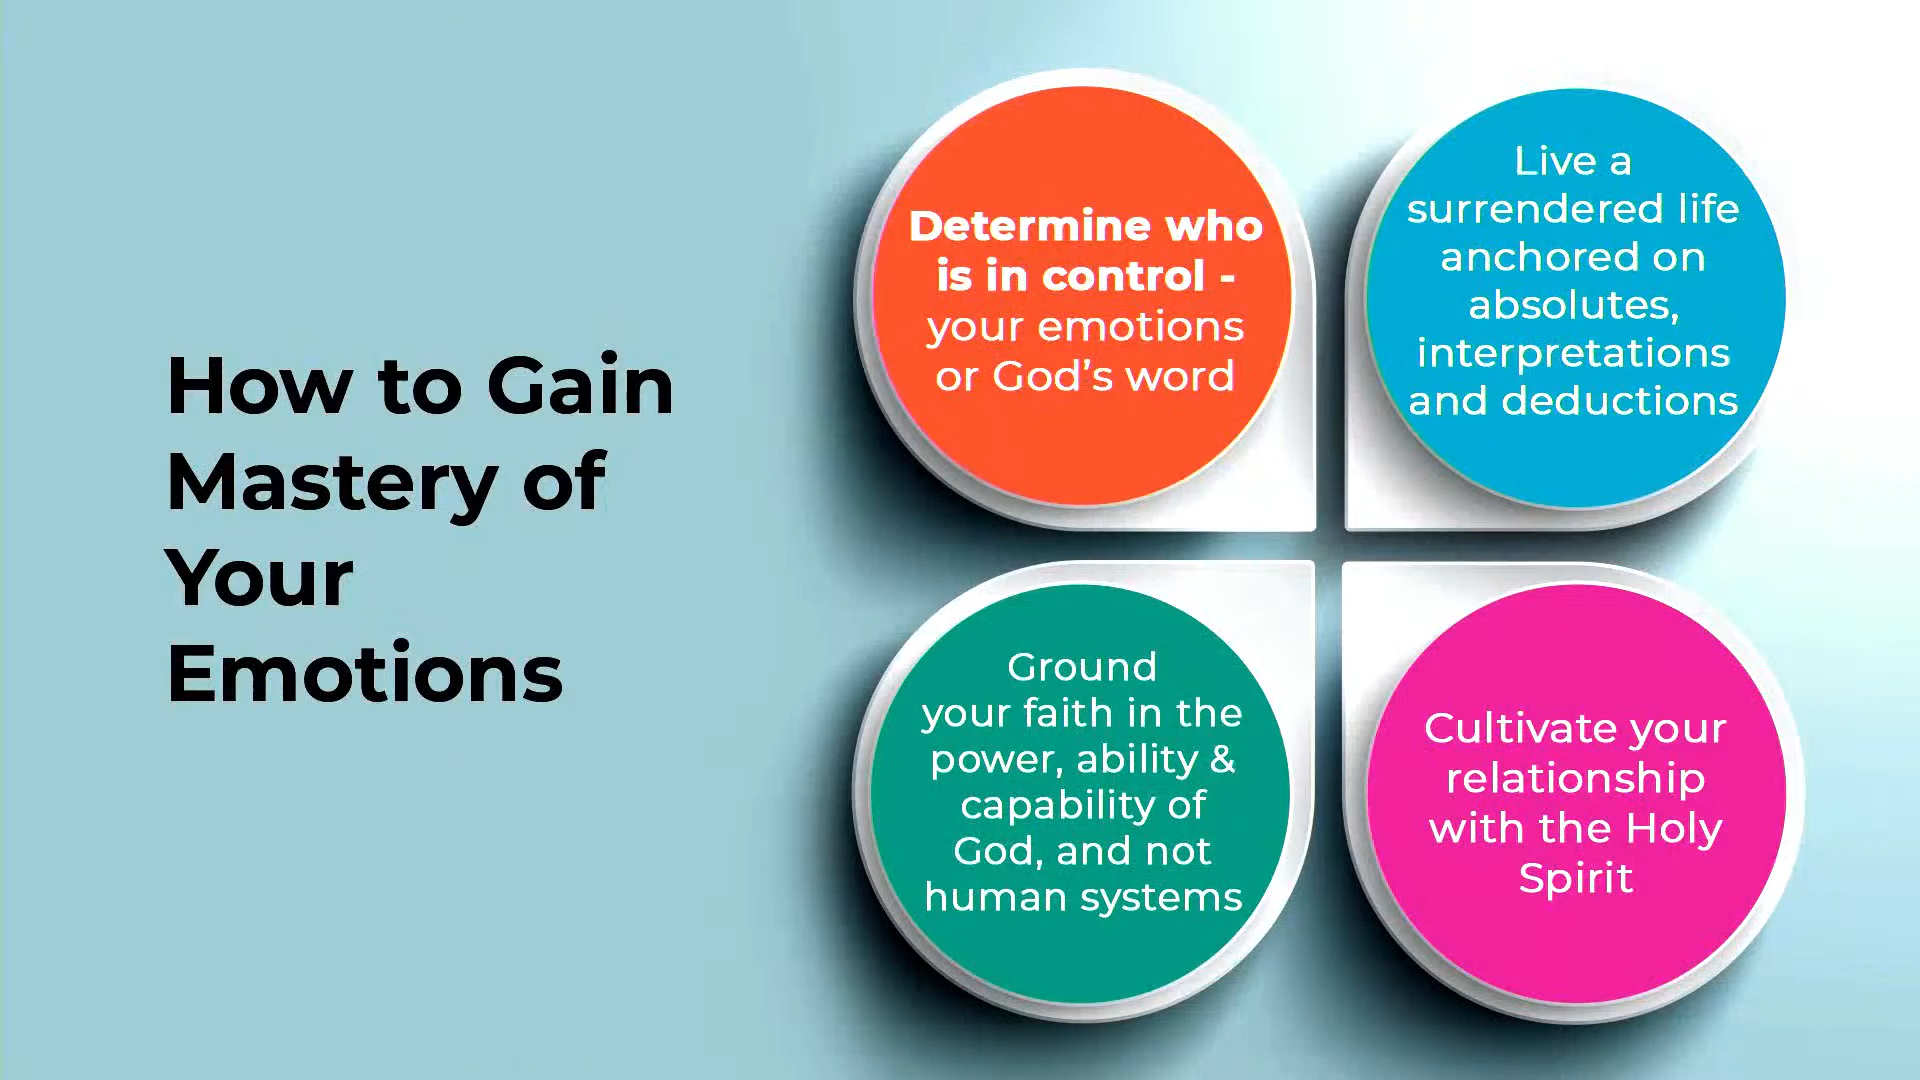 How to Gain
Mastery of
Your
Emotions
Determine who
is in control -
your emotions
or God's word
Live a
surrendered life
anchored on
absolutes,
interpretations
and deductions
Ground
your faith in the
power, ability &
capability of
God, and not
human systems
Cultivate your
relationship
with the Holy
Spirit